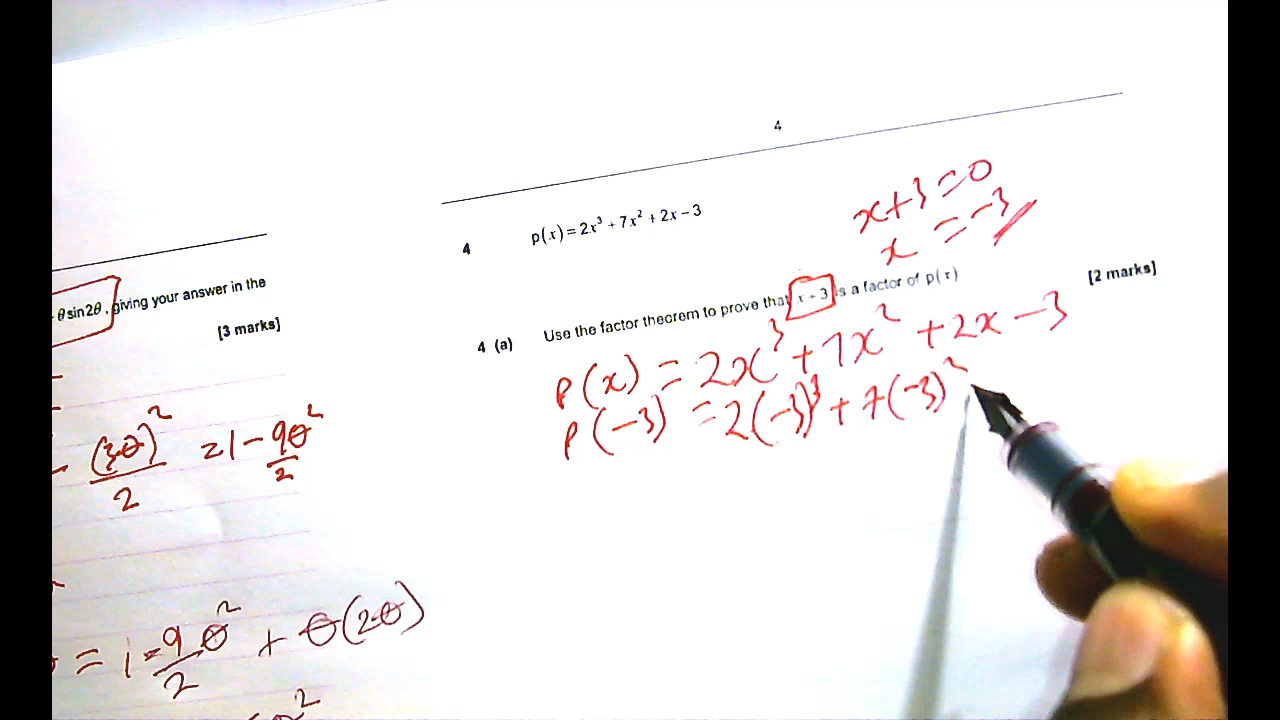 θsin2θ, giving your answer in the
[3 marks]
(3θ)² / 2 = 1 - 9θ² / 2
= 1 - 9/2 θ² + θ(2θ)
4
4 p(x) = 2x³ + 7x² + 2x − 3
x+3=0
x = -3
4 (a) Use the factor theorem to prove that x + 3 is a factor of p(x)
[2 marks]
P(x) = 2x³ + 7x² + 2x - 3
P(-3) = 2(-3)³ + 7(-3)²